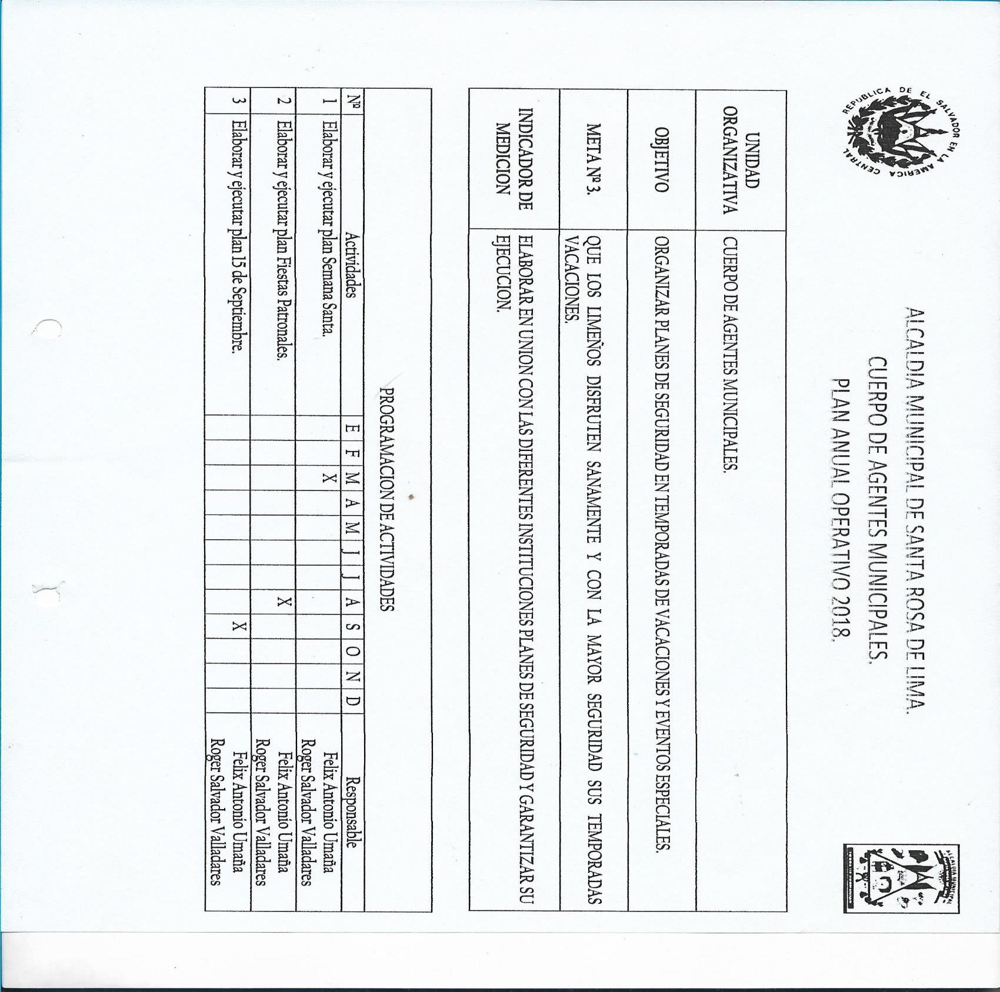 REPUBLICA DE EL SALVADOR EN LA AMERICA CENTRAL
ALCALDIA MUNICIPAL DE SANTA ROSA DE LIMA.
CUERPO DE AGENTES MUNICIPALES.
PLAN ANUAL OPERATIVO 2018.
ALCALDIA MUNICIPAL
UNIDAD
ORGANIZATIVA
CUERPO DE AGENTES MUNICIPALES.
OBJETIVO
ORGANIZAR PLANES DE SEGURIDAD EN TEMPORADAS DE VACACIONES Y EVENTOS ESPECIALES.
META Nº 3.
QUE LOS LIMEÑOS DISFRUTEN SANAMENTE Y CON LA MAYOR SEGURIDAD SUS TEMPORADAS
VACACIONES.
INDICADOR DE
MEDICION
ELABORAR EN UNION CON LAS DIFERENTES INSTITUCIONES PLANES DE SEGURIDAD Y GARANTIZAR SU
EJECUCION.
PROGRAMACION DE ACTIVIDADES
Nº Actividades E F M A M J J A S O N D Responsable
1 Elaborar y ejecutar plan Semana Santa. X Felix Antonio Umaña
Roger Salvador Valladares
2 Elaborar y ejecutar plan Fiestas Patronales. X Felix Antonio Umaña
Roger Salvador Valladares
3 Elaborar y ejecutar plan 15 de Septiembre. X Felix Antonio Umaña
Roger Salvador Valladares